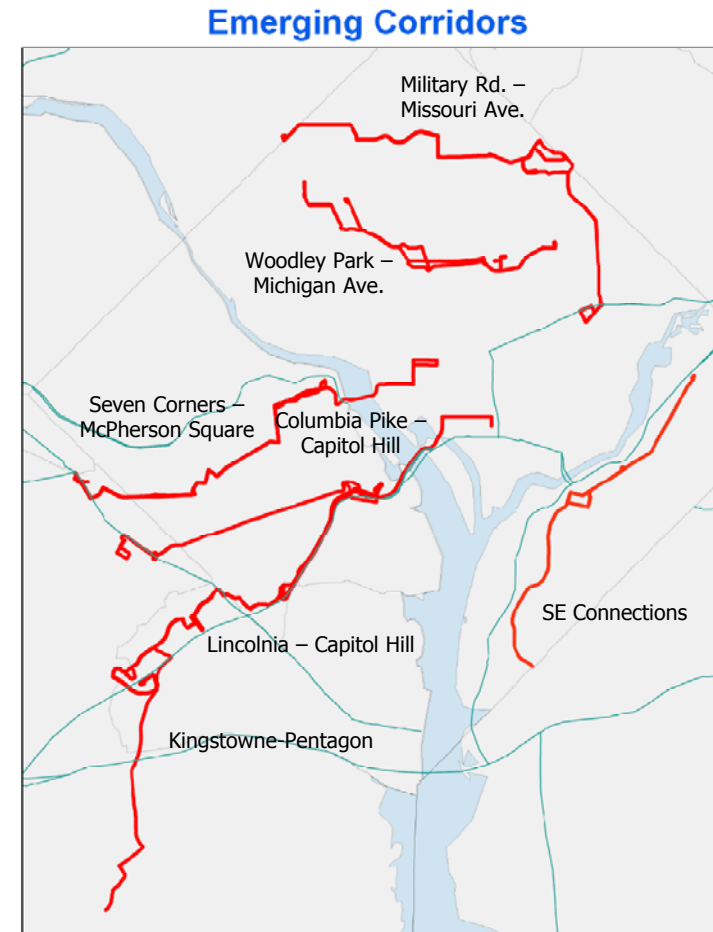 Emerging Corridors
Military Rd. –
Missouri Ave.
Woodley Park –
Michigan Ave.
Seven Corners –
McPherson Square
Columbia Pike –
Capitol Hill
SE Connections
Lincolnia – Capitol Hill
Kingstowne-Pentagon